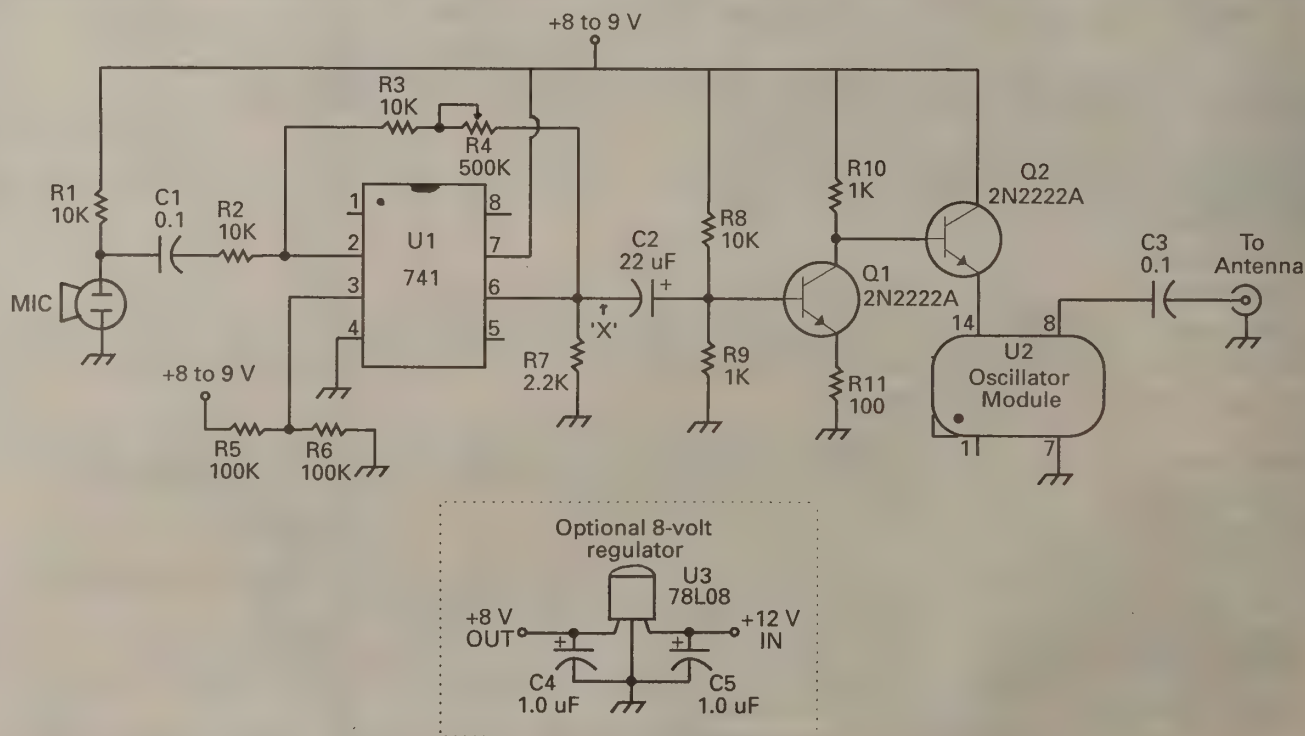 +8 to 9 V
R3
10K
R4
500K
R1
10K
C1
0.1
R2
10K
1
2
3
4
U1
741
8
7
6
5
MIC
+8 to 9 V
R5
100K
R6
100K
'X'
R7
2.2K
C2
22 uF
+
R8
10K
R9
1K
R10
1K
Q1
2N2222A
R11
100
Q2
2N2222A
14
8
U2
Oscillator
Module
1
7
C3
0.1
To
Antenna
Optional 8-volt
regulator
U3
78L08
+8 V
OUT
+12 V
IN
+
+
C4
1.0 uF
C5
1.0 uF